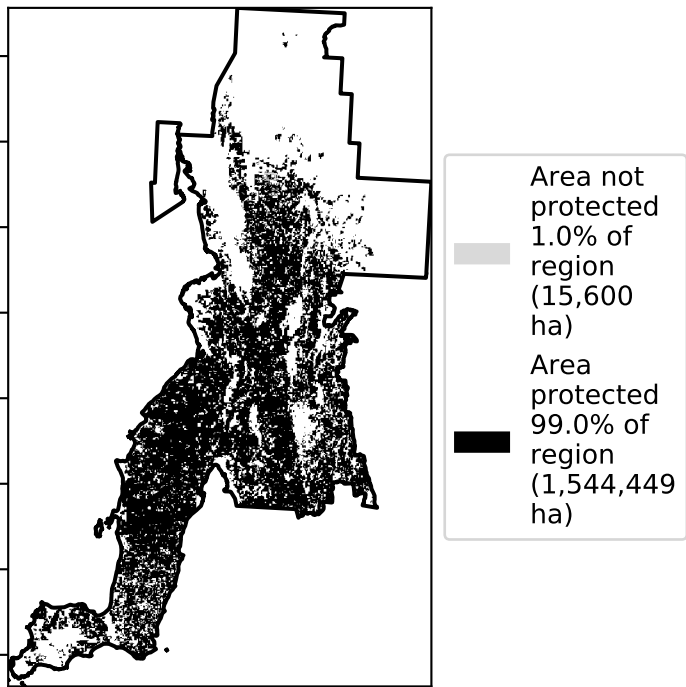 Area not
protected
1.0% of
region
(15,600
ha)
Area
protected
99.0% of
region
(1,544,449
ha)